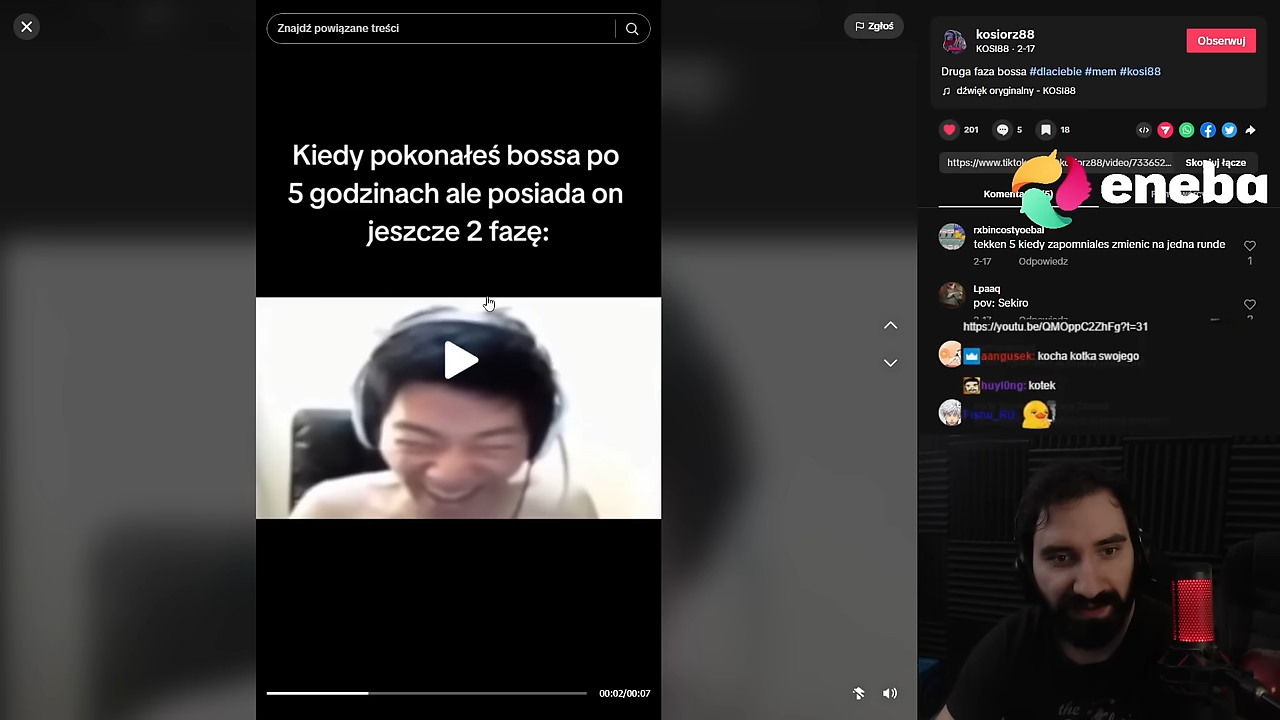 Znajdź powiązane treści
Zgłoś
Kiedy pokonałeś bossa po
5 godzinach ale posiada on
jeszcze 2 fazę:
00:02/00:07
kosiorz88
KOSI88 · 2-17
Obserwuj
Druga faza bossa #dlaciebie #mem #kosi88
dźwięk oryginalny - KOSI88
201
5
18
Skopiuj łącze
eneba
rxbincostyoebal
tekken 5 kiedy zapomniales zmienic na jedna runde
2-17 Odpowiedz
1
Lpaaq
pov: Sekiro
https://youtu.be/QMOppC2ZhFg?t=31
aangusek: kocha kotka swojego
huyl0ng: kotek
the